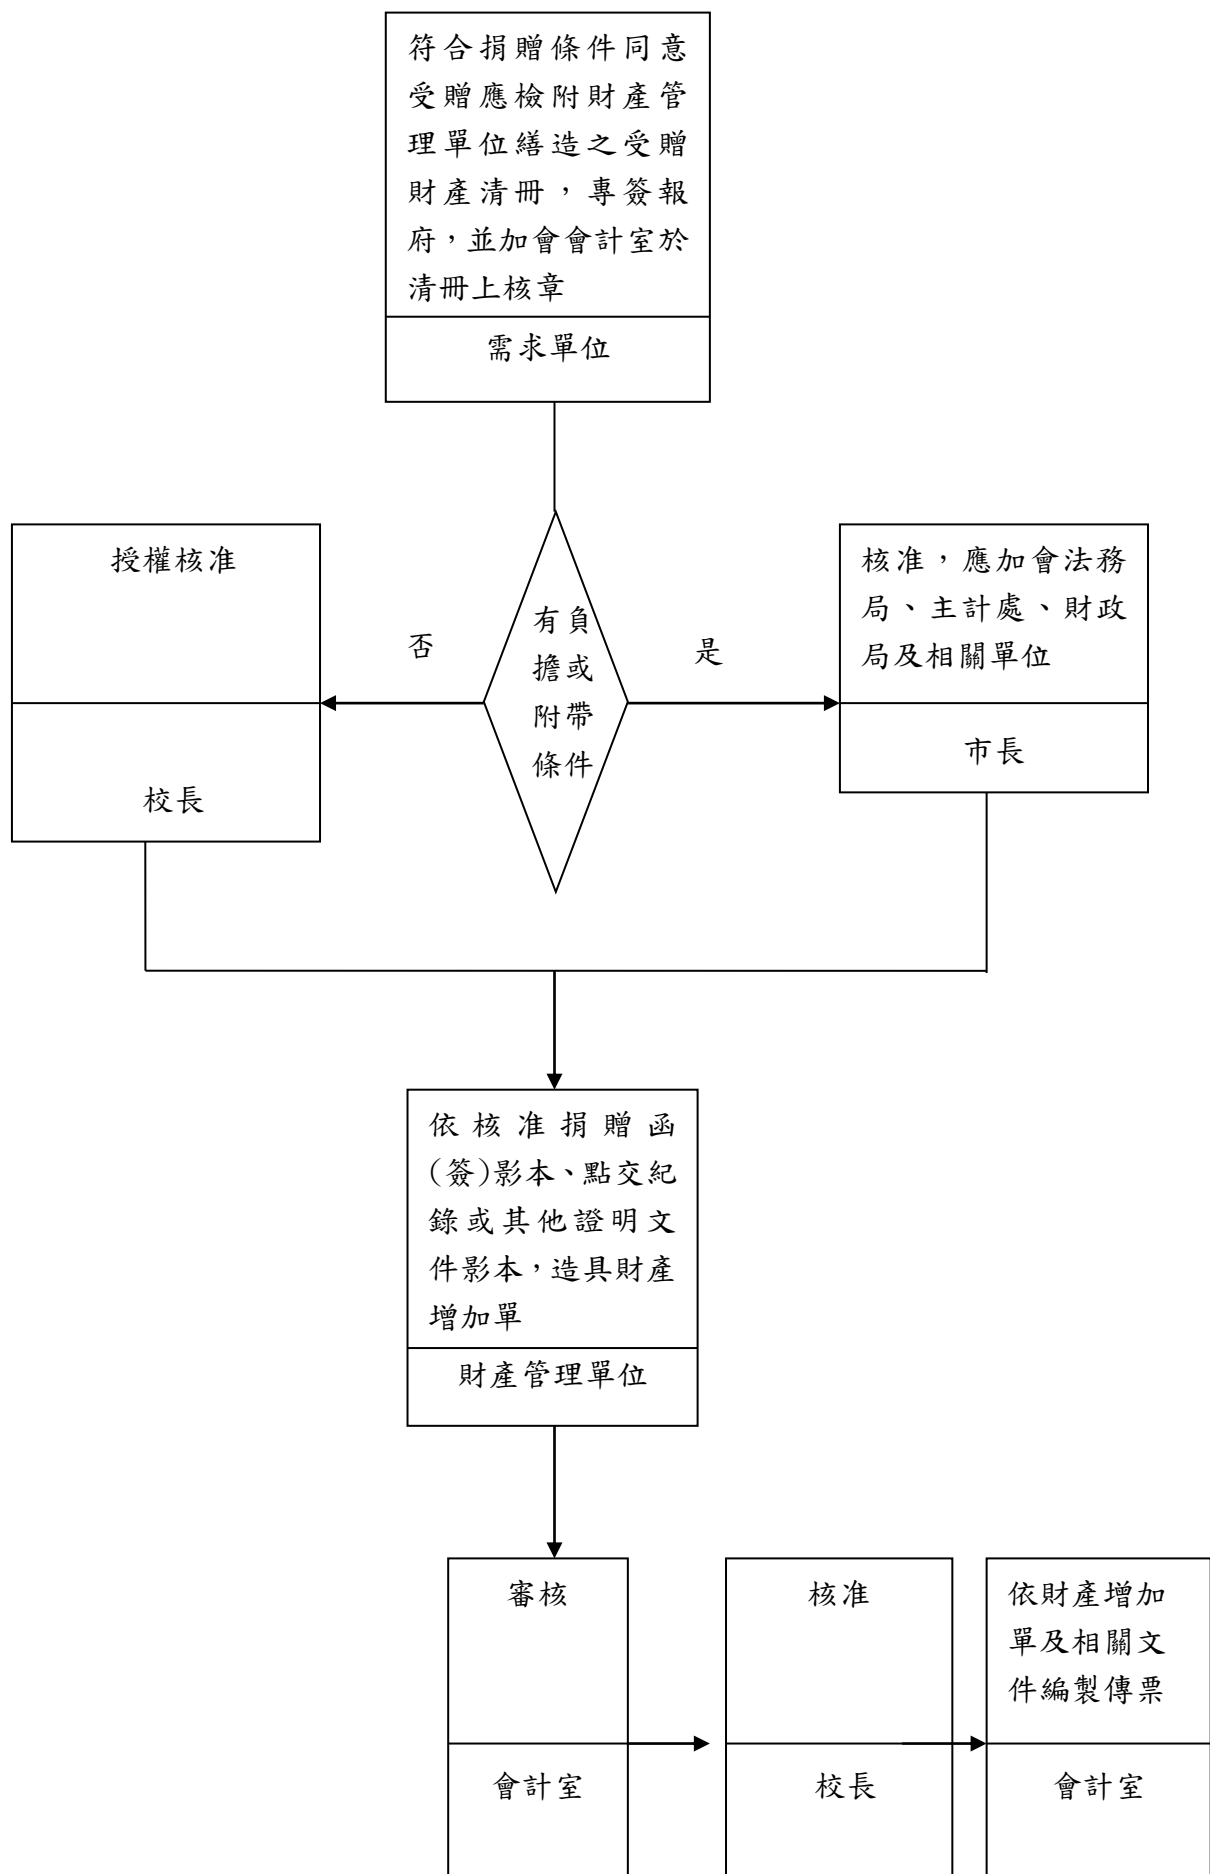 符合捐贈條件同意
受贈應檢附財產管
理單位繕造之受贈
財產清冊，專簽報
府，並加會會計室於
清冊上核章
需求單位
授權核准
校長
否
有負
擔或
附帶
條件
是
核准，應加會法務
局、主計處、財政
局及相關單位
市長
依核准捐贈函
(簽)影本、點交紀
錄或其他證明文
件影本，造具財產
增加單
財產管理單位
審核
會計室
核准
校長
依財產增加
單及相關文
件編製傳票
會計室